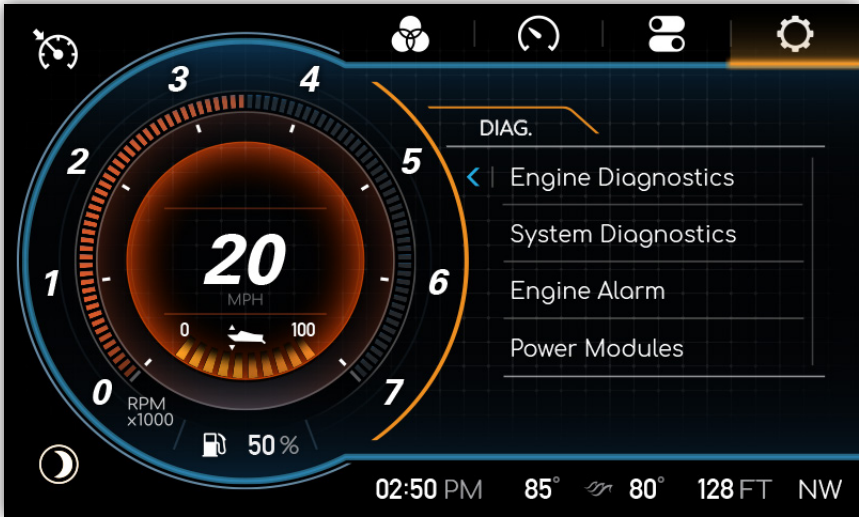 3 4
DIAG.
2 5
Engine Diagnostics
System Diagnostics
20
MPH
1 6
Engine Alarm
0 100
Power Modules
0 7
RPM
x1000
50 %
02:50 PM 85° 80° 128 FT NW